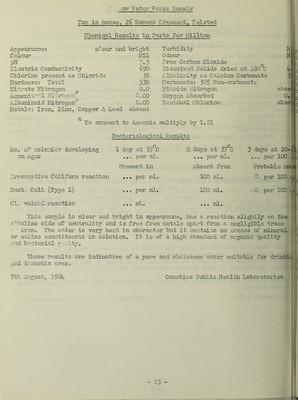 Water Works Supply
Tap in house, 26 Ravens Crescent, Felsted
Chemical Results in Parts Per Million
Appearance: clear and bright Turbidity
Colour Nil Odour
pH 7.5 Free Carbon Dioxide
Electric Conductivity 690 Dissolved Solids dried at 180°C
Chlorine present as Chloride 38 Alkalinity as Calcium Carbonate
Hardness: Total 330 Carbonate: 305 Non-carbonate
Nitrate Nitrogen 0.0 Nitrite Nitrogen
Ammoniacal Nitrogen* 0.00 Oxygen Absorbed
Albuminoid Nitrogen* 0.00 Residual Chlorine
Metals: Iron, Zinc, Copper & Lead absent
* To convert to Ammonia multiply by 1.21
Bacteriological Results
No. of colonies developing 1 day at 37°C 2 days at 37°C 3 days at 20-
on agar ... per ml. ... per ml. ... per 100
Present in Absent from Probable
Presumptive Coliform reaction ... per ml. 100 ml. 0. per 100
Bact. Coli (Type 1) ... ml. 100 ml. 0. per 100
Cl. welchii reaction ... ml. ... ml.
This sample is clear and bright in appearance, has a reaction slightly on the
alkaline side of neutrality and is free from metals apart from a negligible trace
iron. The water is very hard in character but it contains no excess of mineral
or saline constituents in solution. It is of a high standard of organic quality
and bacterial purity.
These results are indicative of a pure and wholesome water suitable for
and domestic uses.
7th August, 1964 Counties Public Health Laboratories
- 23 -